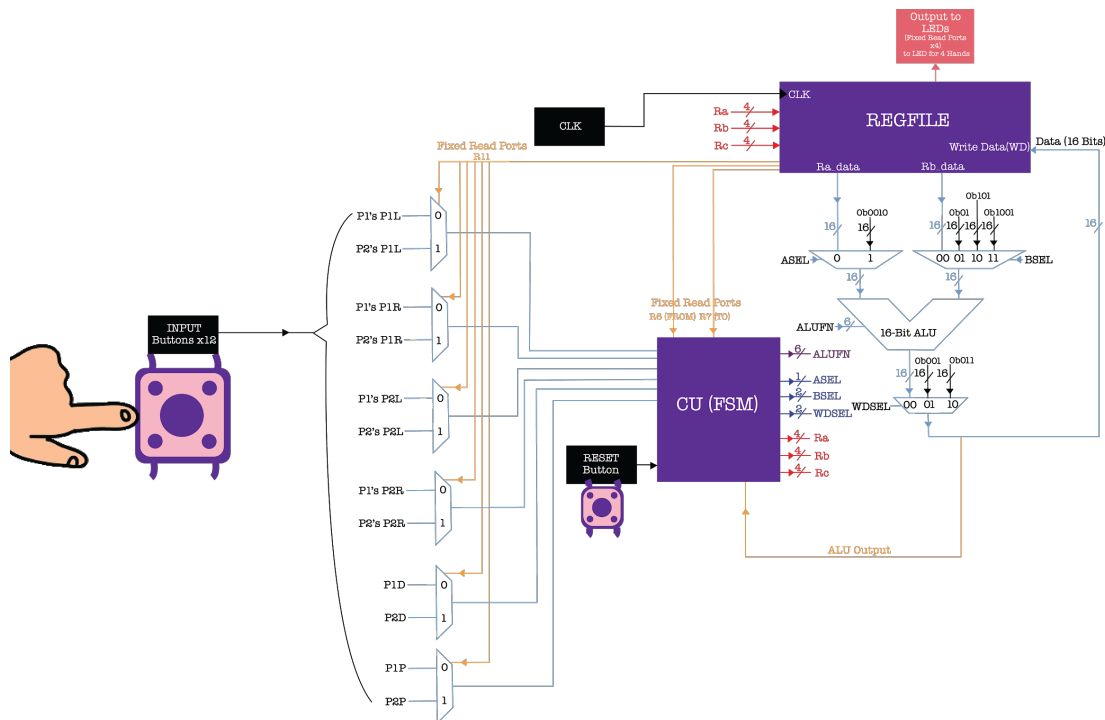 Output to
LEDs
(Fixed Read Ports
x4)
to LED for 4 Hands
CLK
REGFILE
Write Data(WD)
Ra_data
Rb_data
Data (16 Bits)
CLK
Ra
4
Rb
4
Rc
4
Fixed Read Ports
R11
P1's P1L
0
P2's P1L
1
P1's P1R
0
P2's P1R
1
P1's P2L
0
P2's P2L
1
P1's P2R
0
P2's P2R
1
P1D
0
P2D
1
P1P
0
P2P
1
INPUT
Buttons x12
0b101
0b0010
0b01
0b1001
16
16
16
16
16
16
16
ASEL
0
1
00
01
10
11
BSEL
16
16
ALUFN
6
16-Bit ALU
0b001
0b011
16
16
16
WDSEL
00
01
10
Fixed Read Ports
R6 (FROM)
R7 (TO)
CU (FSM)
6
ALUFN
1
ASEL
2
BSEL
2
WDSEL
4
Ra
4
Rb
4
Rc
RESET
Button
ALU Output